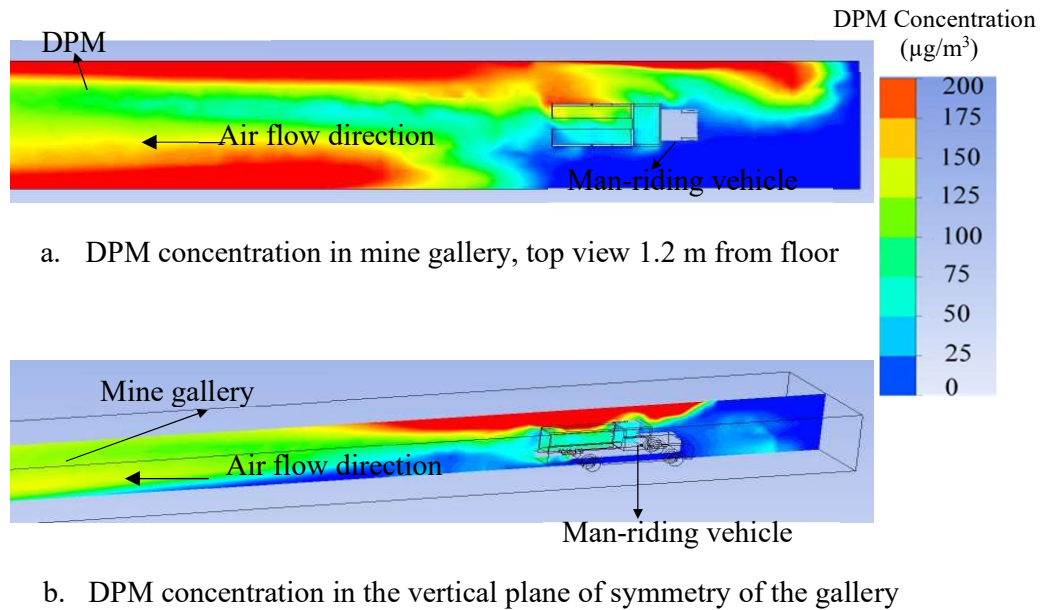 DPM Concentration
(µg/m³)
DPM
Air flow direction
Man-riding vehicle
200
175
150
125
100
75
50
25
0
a. DPM concentration in mine gallery, top view 1.2 m from floor
Mine gallery
Air flow direction
Man-riding vehicle
b. DPM concentration in the vertical plane of symmetry of the gallery